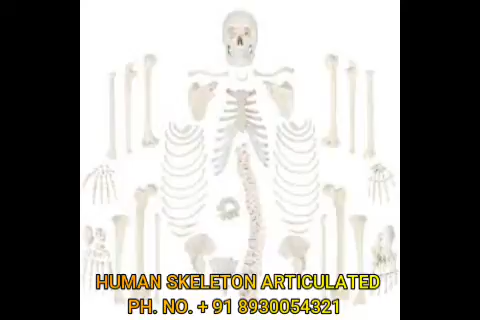 HUMAN SKELETON ARTICULATED
PH. NO. + 91 8930054321